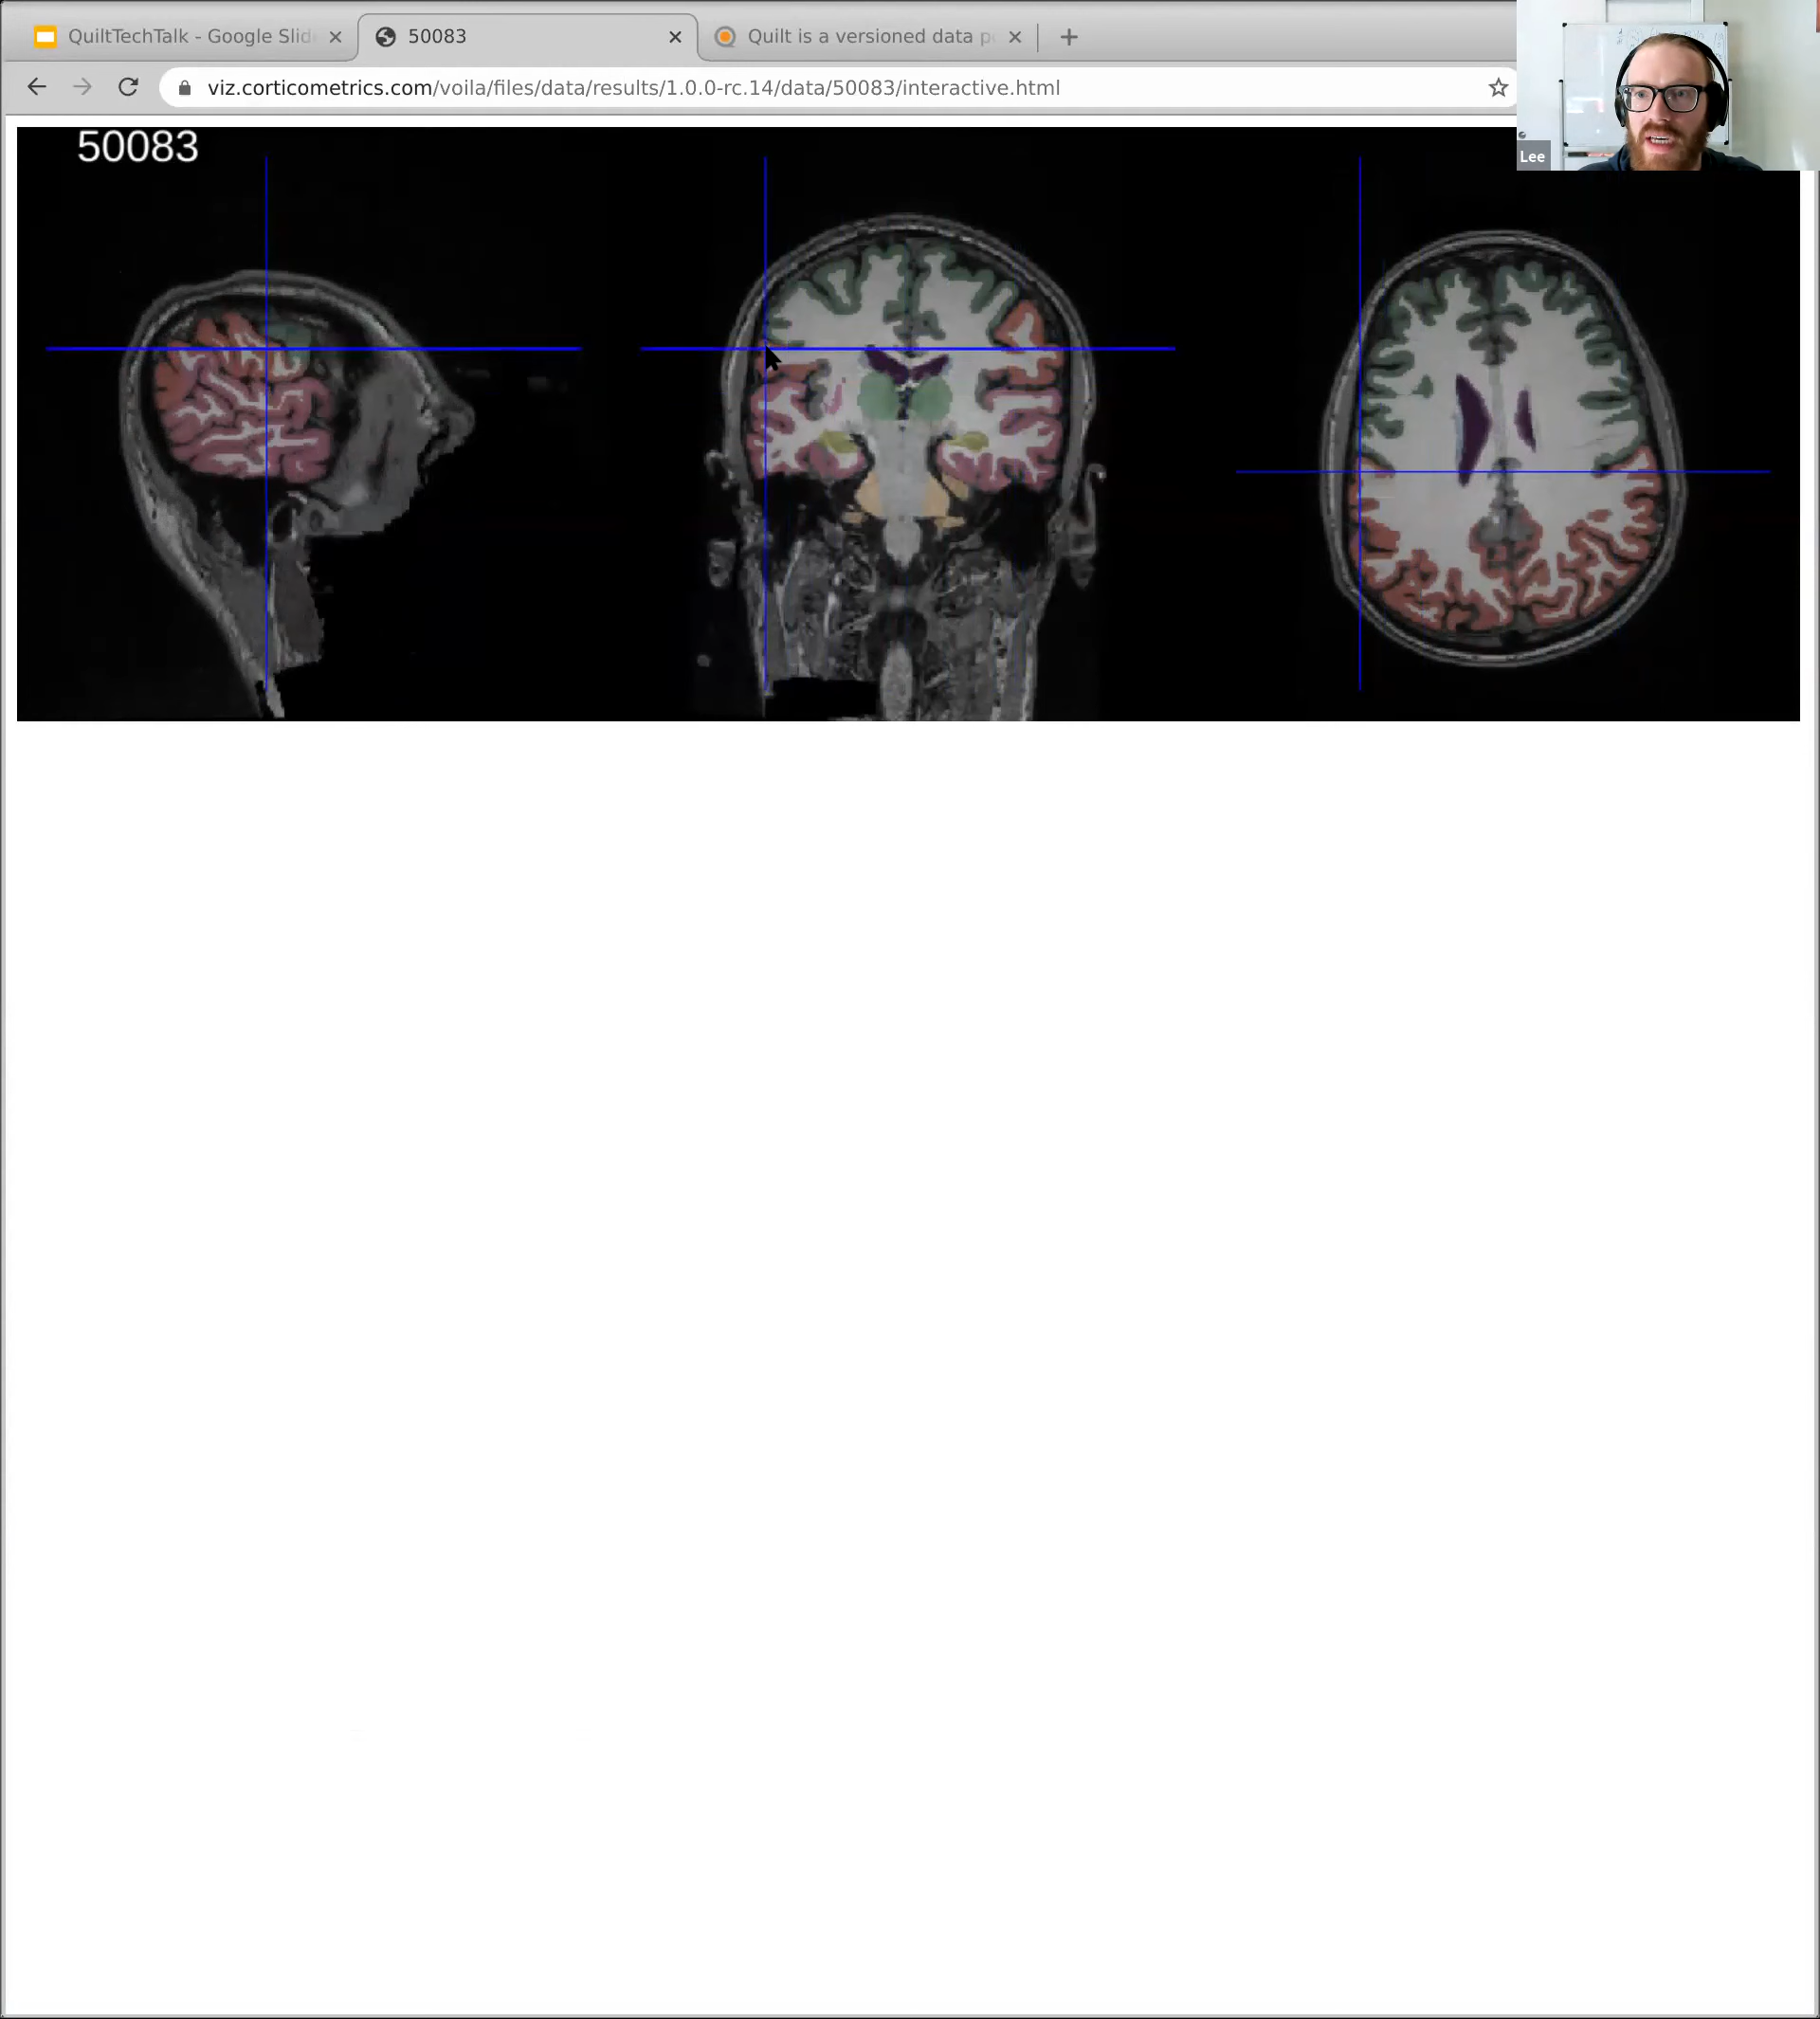 QuiltTechTalk - Google Slid
50083
Quilt is a versioned data p
viz.corticometrics.com/voila/files/data/results/1.0.0-rc.14/data/50083/interactive.html
Lee
50083